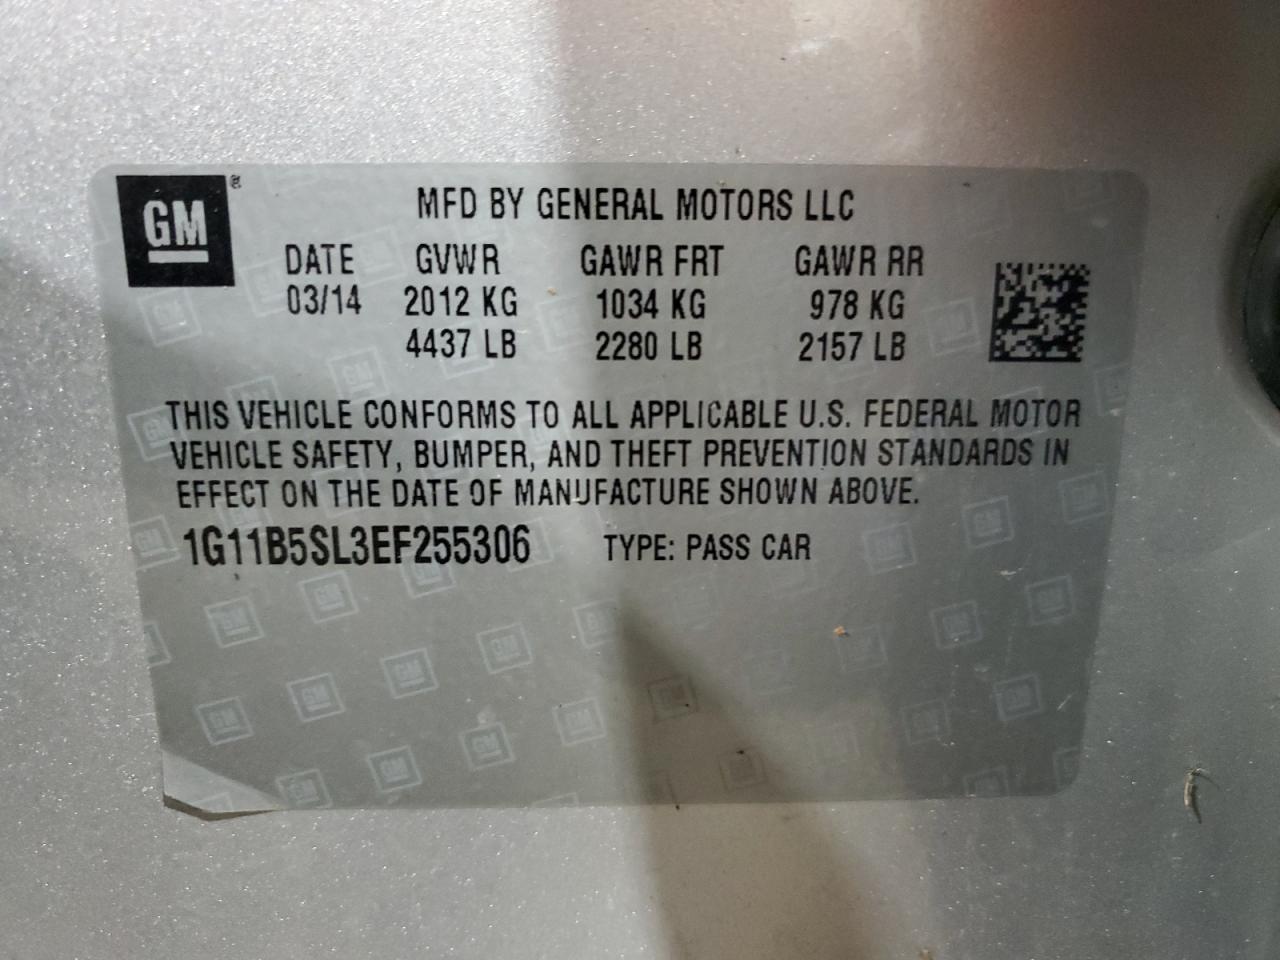 GM®
MFD BY GENERAL MOTORS LLC
DATE GVWR GAWR FRT GAWR RR
03/14 2012 KG 1034 KG 978 KG
4437 LB 2280 LB 2157 LB
THIS VEHICLE CONFORMS TO ALL APPLICABLE U.S. FEDERAL MOTOR
VEHICLE SAFETY, BUMPER, AND THEFT PREVENTION STANDARDS IN
EFFECT ON THE DATE OF MANUFACTURE SHOWN ABOVE.
1G11B5SL3EF255306 TYPE: PASS CAR